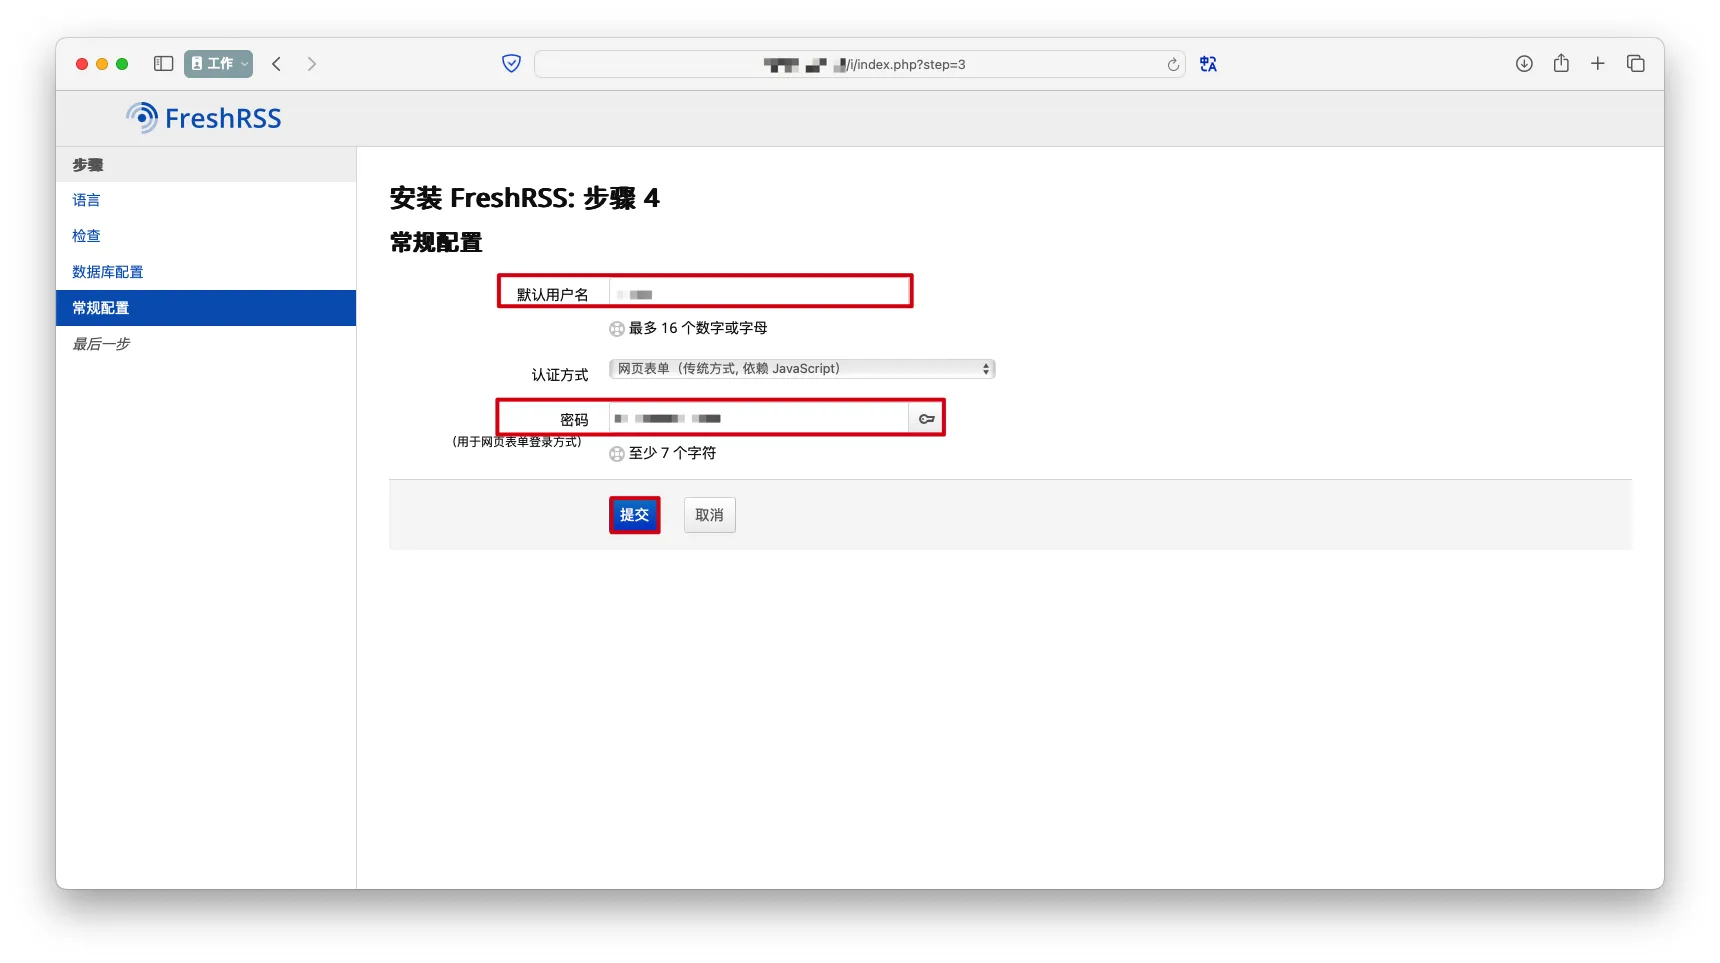 工作
/i/index.php?step=3
FreshRSS
步骤
语言
检查
数据库配置
常规配置
最后一步
安装 FreshRSS: 步骤 4
常规配置
默认用户名
最多 16 个数字或字母
认证方式
网页表单（传统方式, 依赖 JavaScript)
密码
(用于网页表单登录方式)
至少 7 个字符
提交
取消